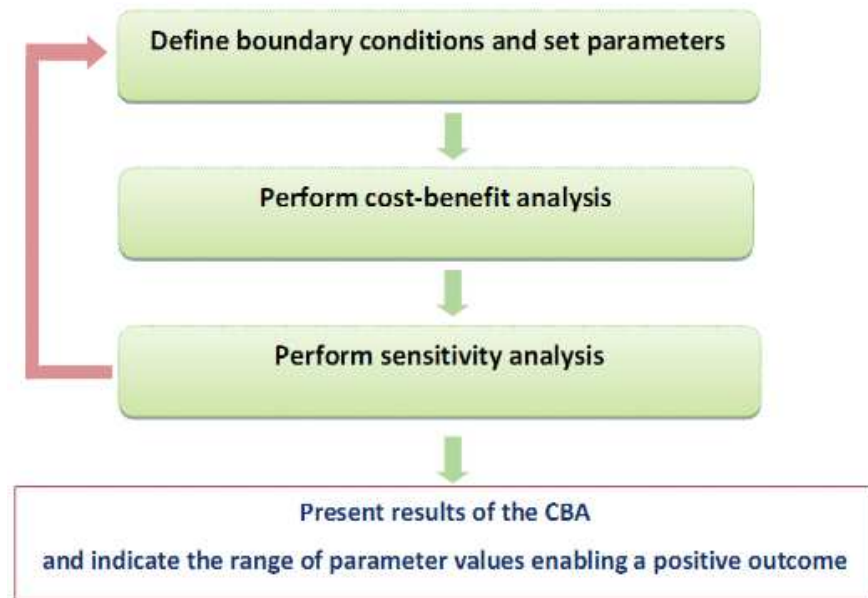 Define boundary conditions and set parameters
Perform cost-benefit analysis
Perform sensitivity analysis
Present results of the CBA
and indicate the range of parameter values enabling a positive outcome